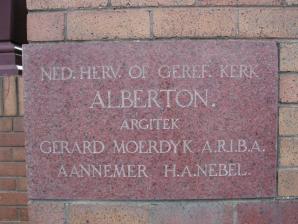 NED. HERV. OF GEREF. KERK
ALBERTON.
ARGITEK
GERARD MOERDYK A.R.I.B.A.
AANNEMER H.A. NEBEL.